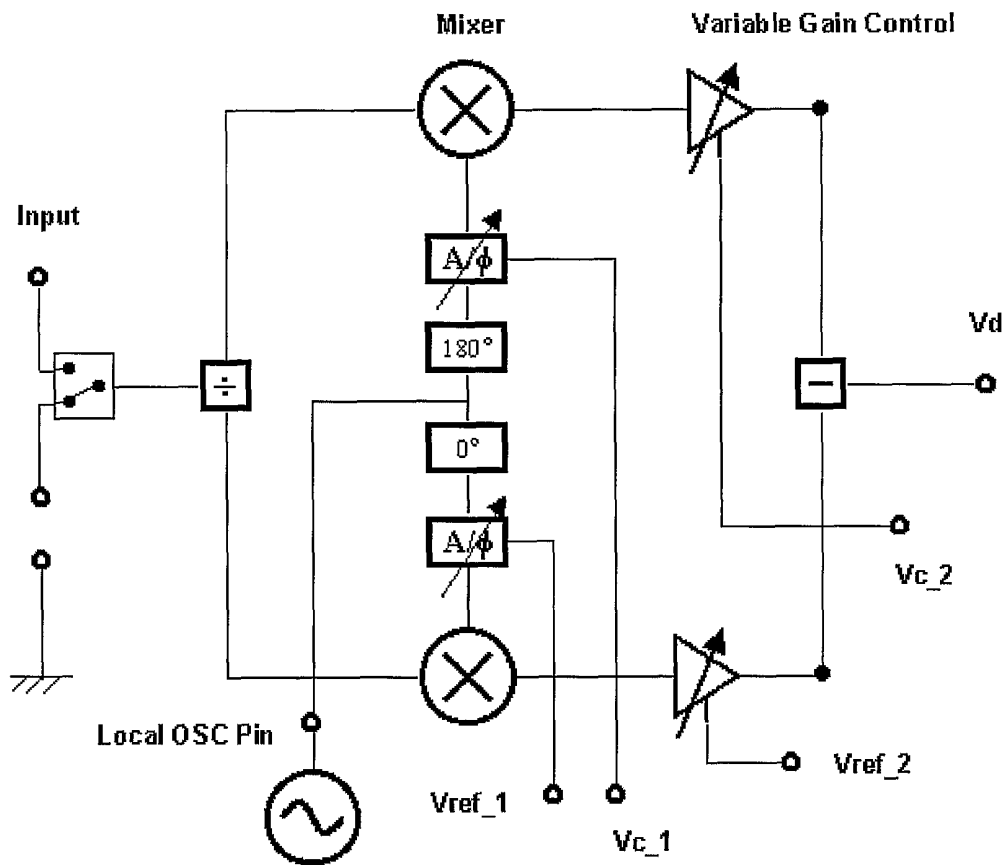 Mixer
Variable Gain Control
Input
A/ϕ
180°
Vd
÷
−
0°
A/ϕ
Vc_2
Local OSC Pin
Vref_2
Vref_1
Vc_1